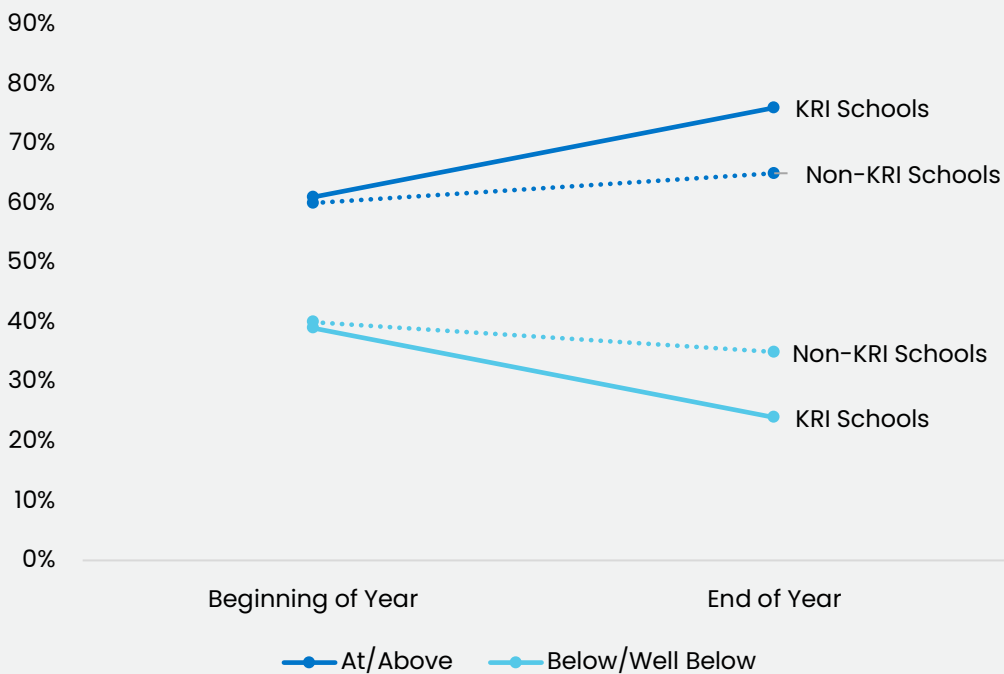 90%
80%
KRI Schools
70%
Non-KRI Schools
60%
50%
40%
Non-KRI Schools
30%
KRI Schools
20%
10%
0%
Beginning of Year
End of Year
At/Above
Below/Well Below